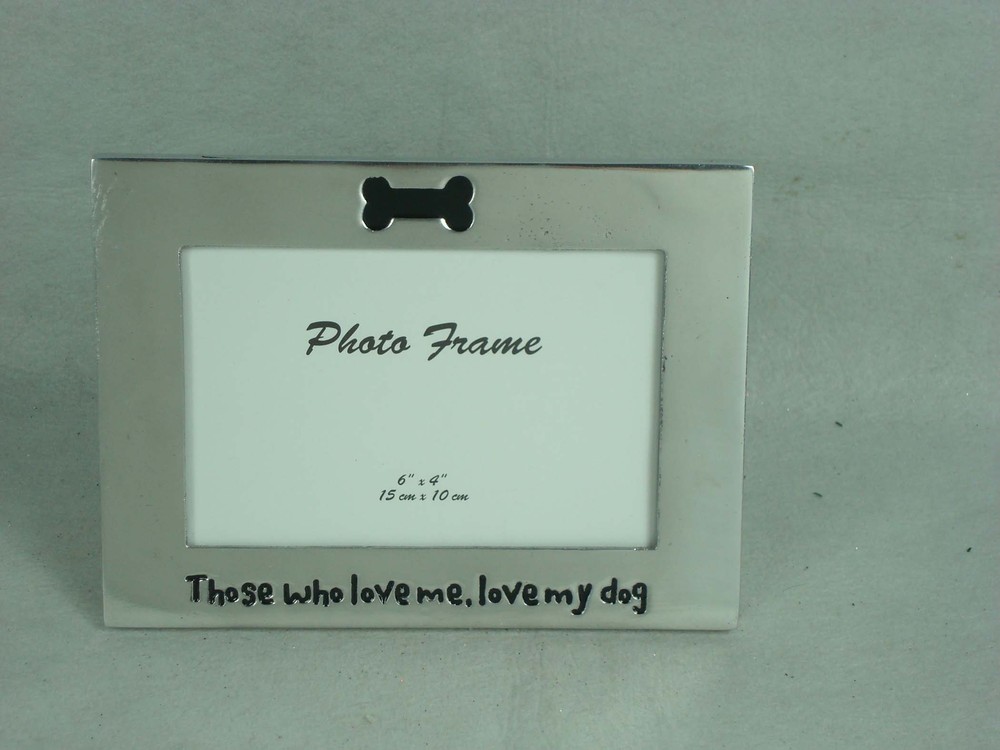 Photo Frame
6" x 4"
15 cm x 10 cm
Those who love me, love my dog